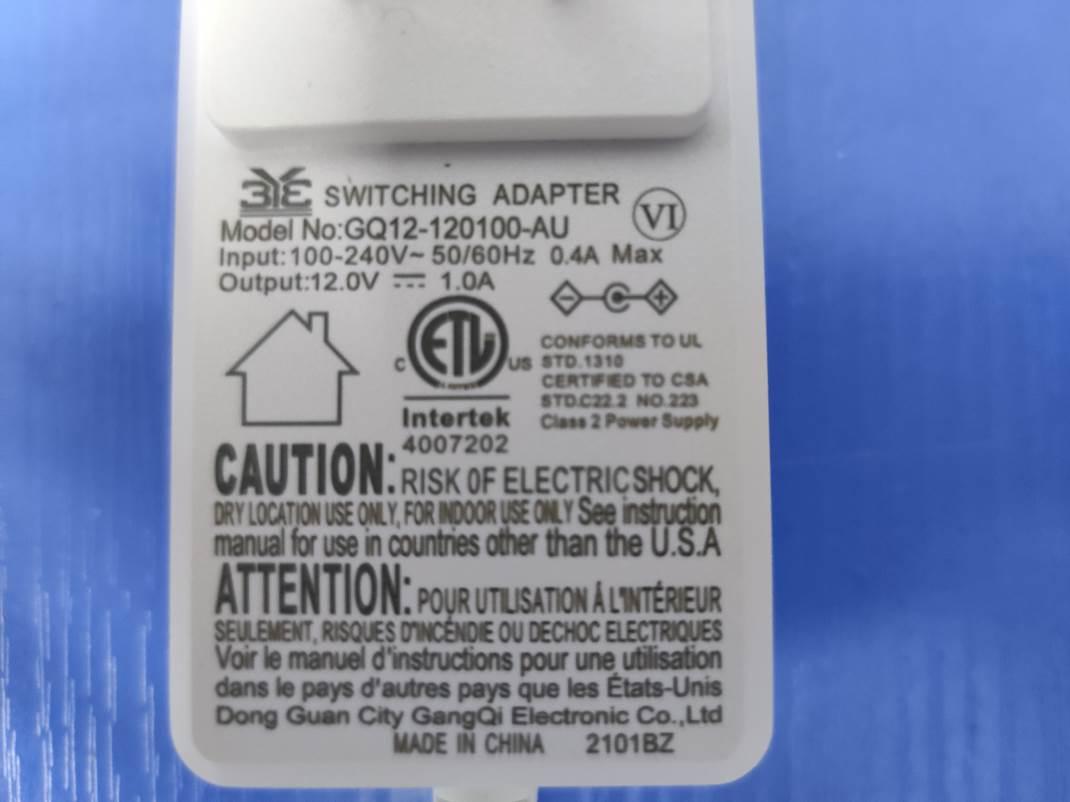 3YE SWITCHING ADAPTER
VI
Model No:GQ12-120100-AU
Input:100-240V~ 50/60Hz 0.4A Max
Output:12.0V ⎓ 1.0A
- +
C ETL US
Intertek
4007202
CONFORMS TO UL
STD.1310
CERTIFIED TO CSA
STD.C22.2 NO.223
Class 2 Power Supply
CAUTION: RISK OF ELECTRIC SHOCK,
DRY LOCATION USE ONLY, FOR INDOOR USE ONLY See instruction
manual for use in countries other than the U.S.A
ATTENTION: POUR UTILISATION Á L'INTÉRIEUR
SEULEMENT, RISQUES D'INCÉNDIE OU DECHOC ELECTRIQUES
Voir le manuel d'instructions pour une utilisation
dans le pays d'autres pays que les États-Unis
Dong Guan City GangQi Electronic Co.,Ltd
MADE IN CHINA 2101BZ